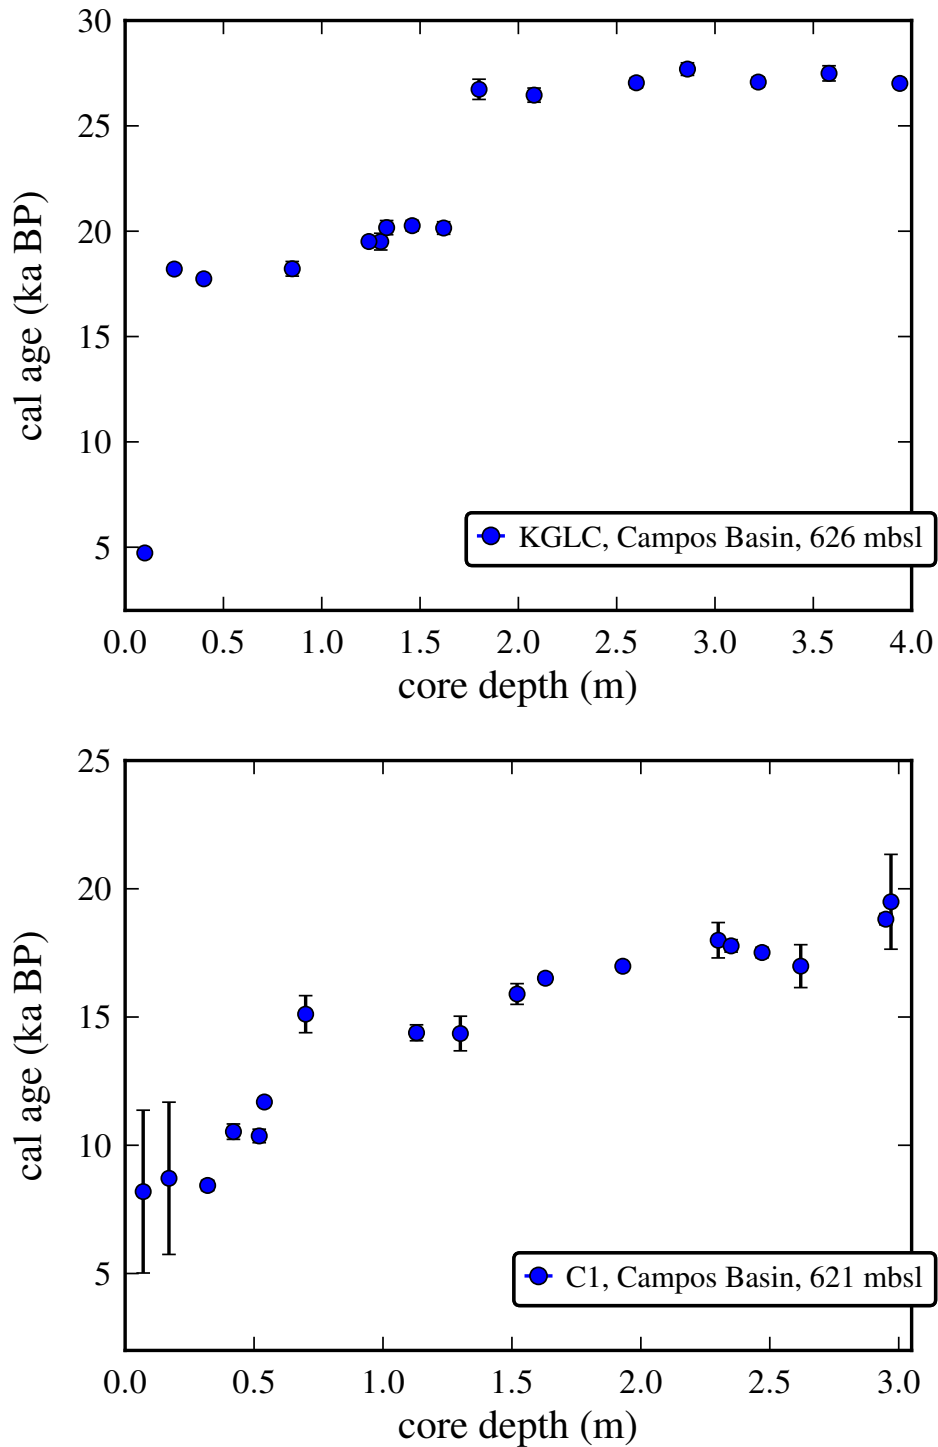 30
25
20
15
10
5
cal age (ka BP)
KGLC, Campos Basin, 626 mbsl
0.0 0.5 1.0 1.5 2.0 2.5 3.0 3.5 4.0
core depth (m)
25
20
15
10
5
cal age (ka BP)
C1, Campos Basin, 621 mbsl
0.0 0.5 1.0 1.5 2.0 2.5 3.0
core depth (m)